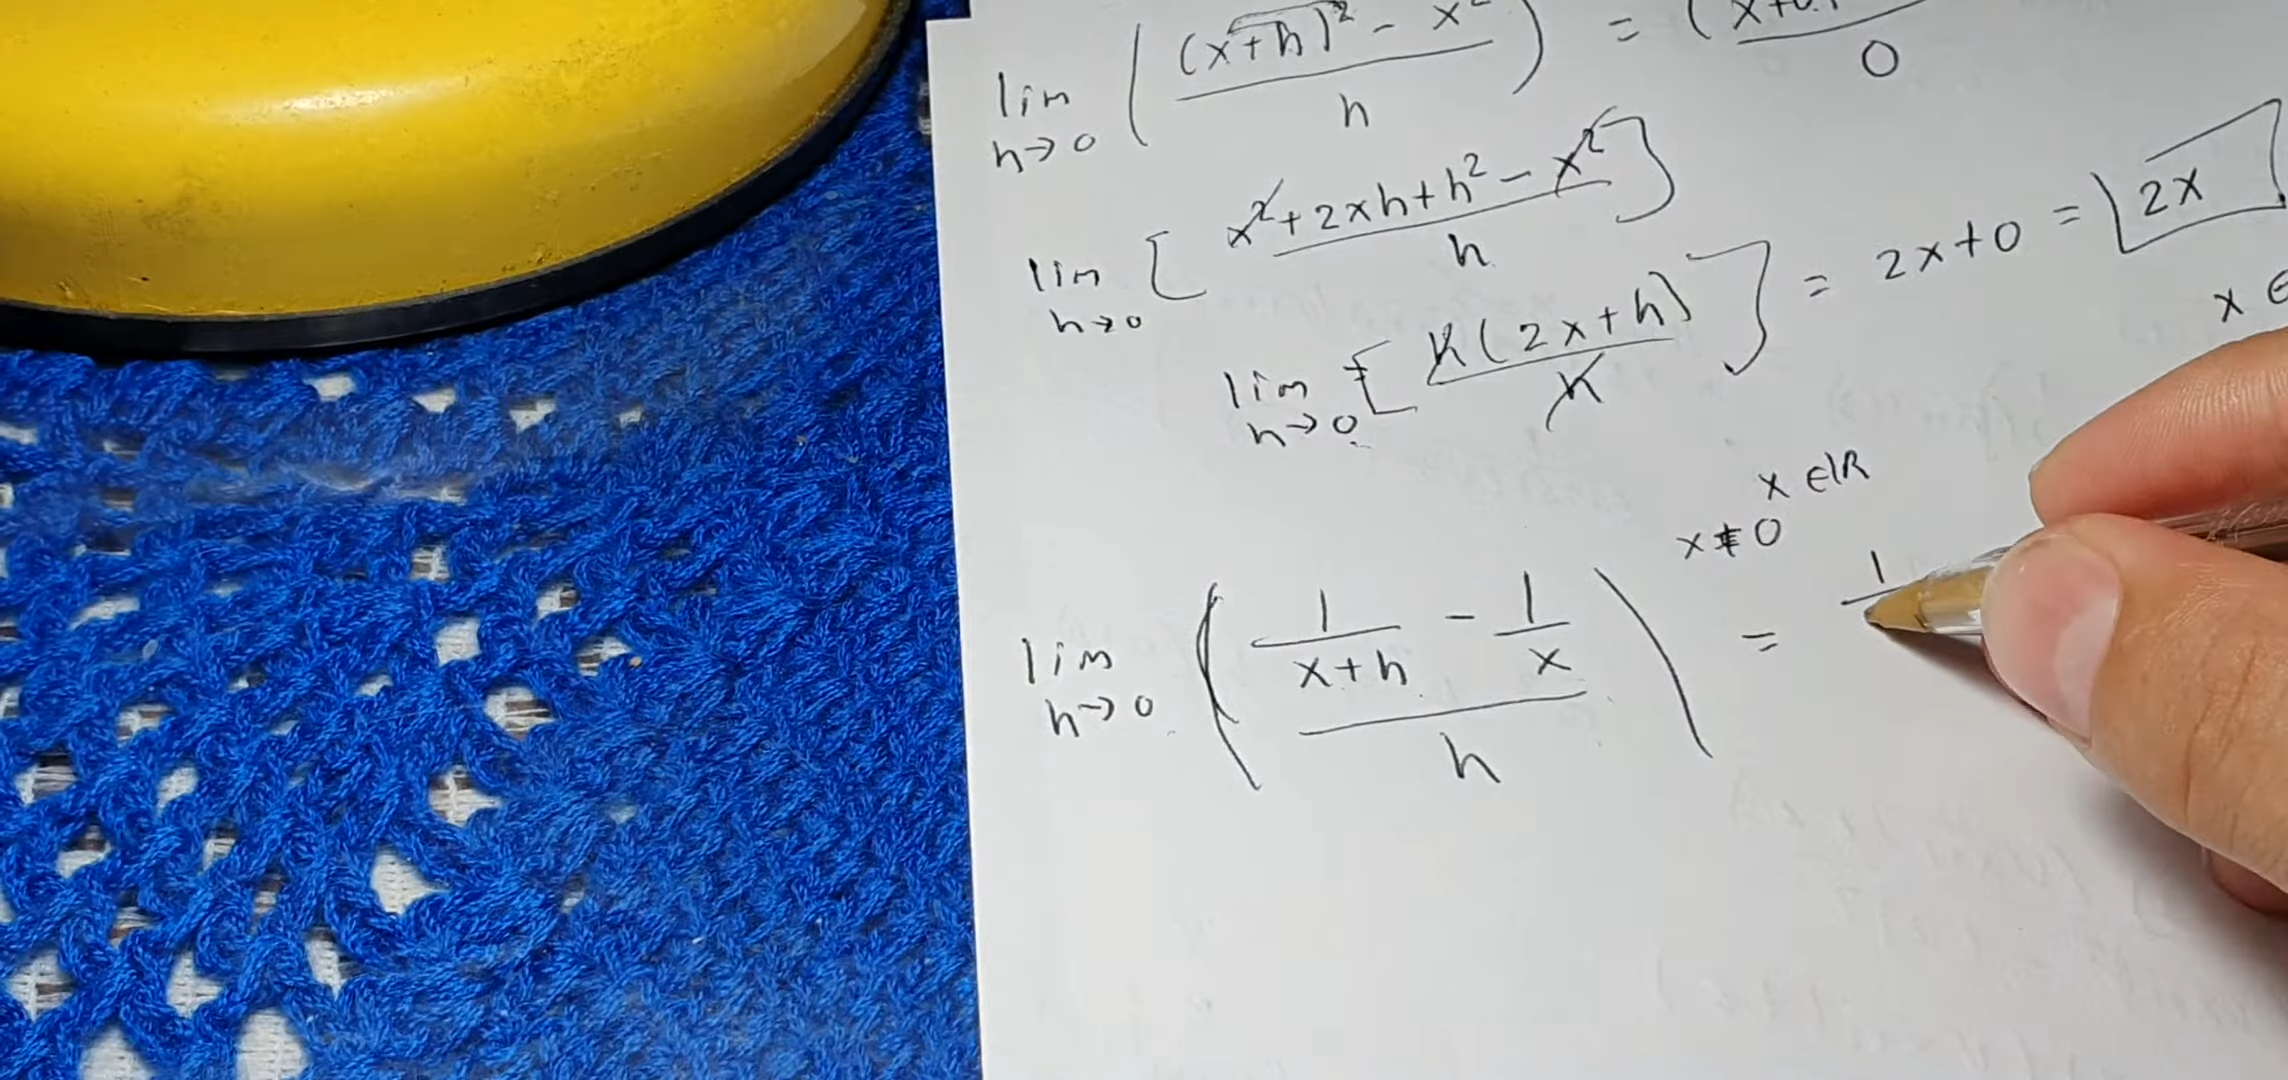 lim h→0 ( (x+h)² - x² / h ) = (x+0) / 0
lim h→0 [ x²+2xh+h² - x² / h ]
lim h→0 [ h(2x+h) / h ] = 2x+0 = 2x
x ∈
x ∈ ℝ
x ≠ 0
lim h→0 ( 1/x+h - 1/x / h ) = 1